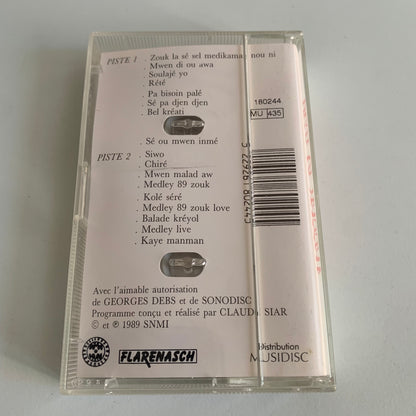 PISTE 1 . Zouk la sé sel medikaman nou ni
. Mwen di ou awa
. Soulajé yo
. Rété
. Pa bisoin palé
. Sé pa djen djen
. Bel kréati
. Sé ou mwen inmé
PISTE 2 . Siwo
. Chiré
. Mwen malad aw
. Medley 89 zouk
. Kolé séré
. Medley 89 zouk love
. Balade kréyol
. Medley live
. Kaye manman
180244
MU 435
Avec l'aimable autorisation
de GEORGES DEBS et de SONODISC
Programme conçu et réalisé par CLAUDY SIAR
© et ℗ 1989 SNMI
FLARENASCH
Distribution
MUSIDISC